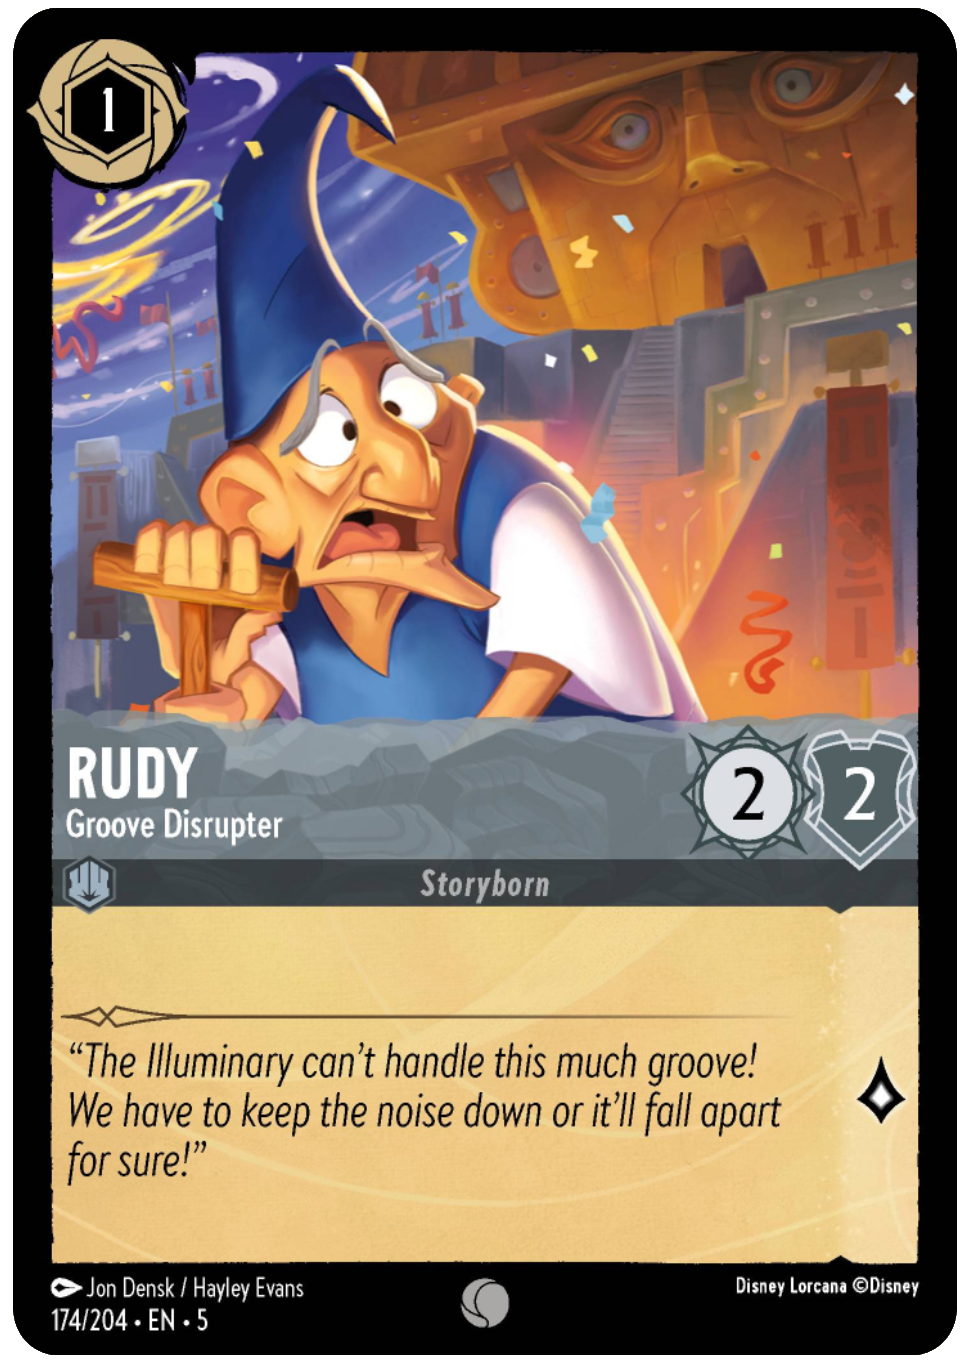 1
RUDY
Groove Disrupter
2
2
Storyborn
“The Illuminary can’t handle this much groove!
We have to keep the noise down or it’ll fall apart
for sure!”
Jon Densk / Hayley Evans
Disney Lorcana ©Disney
174/204 • EN • 5